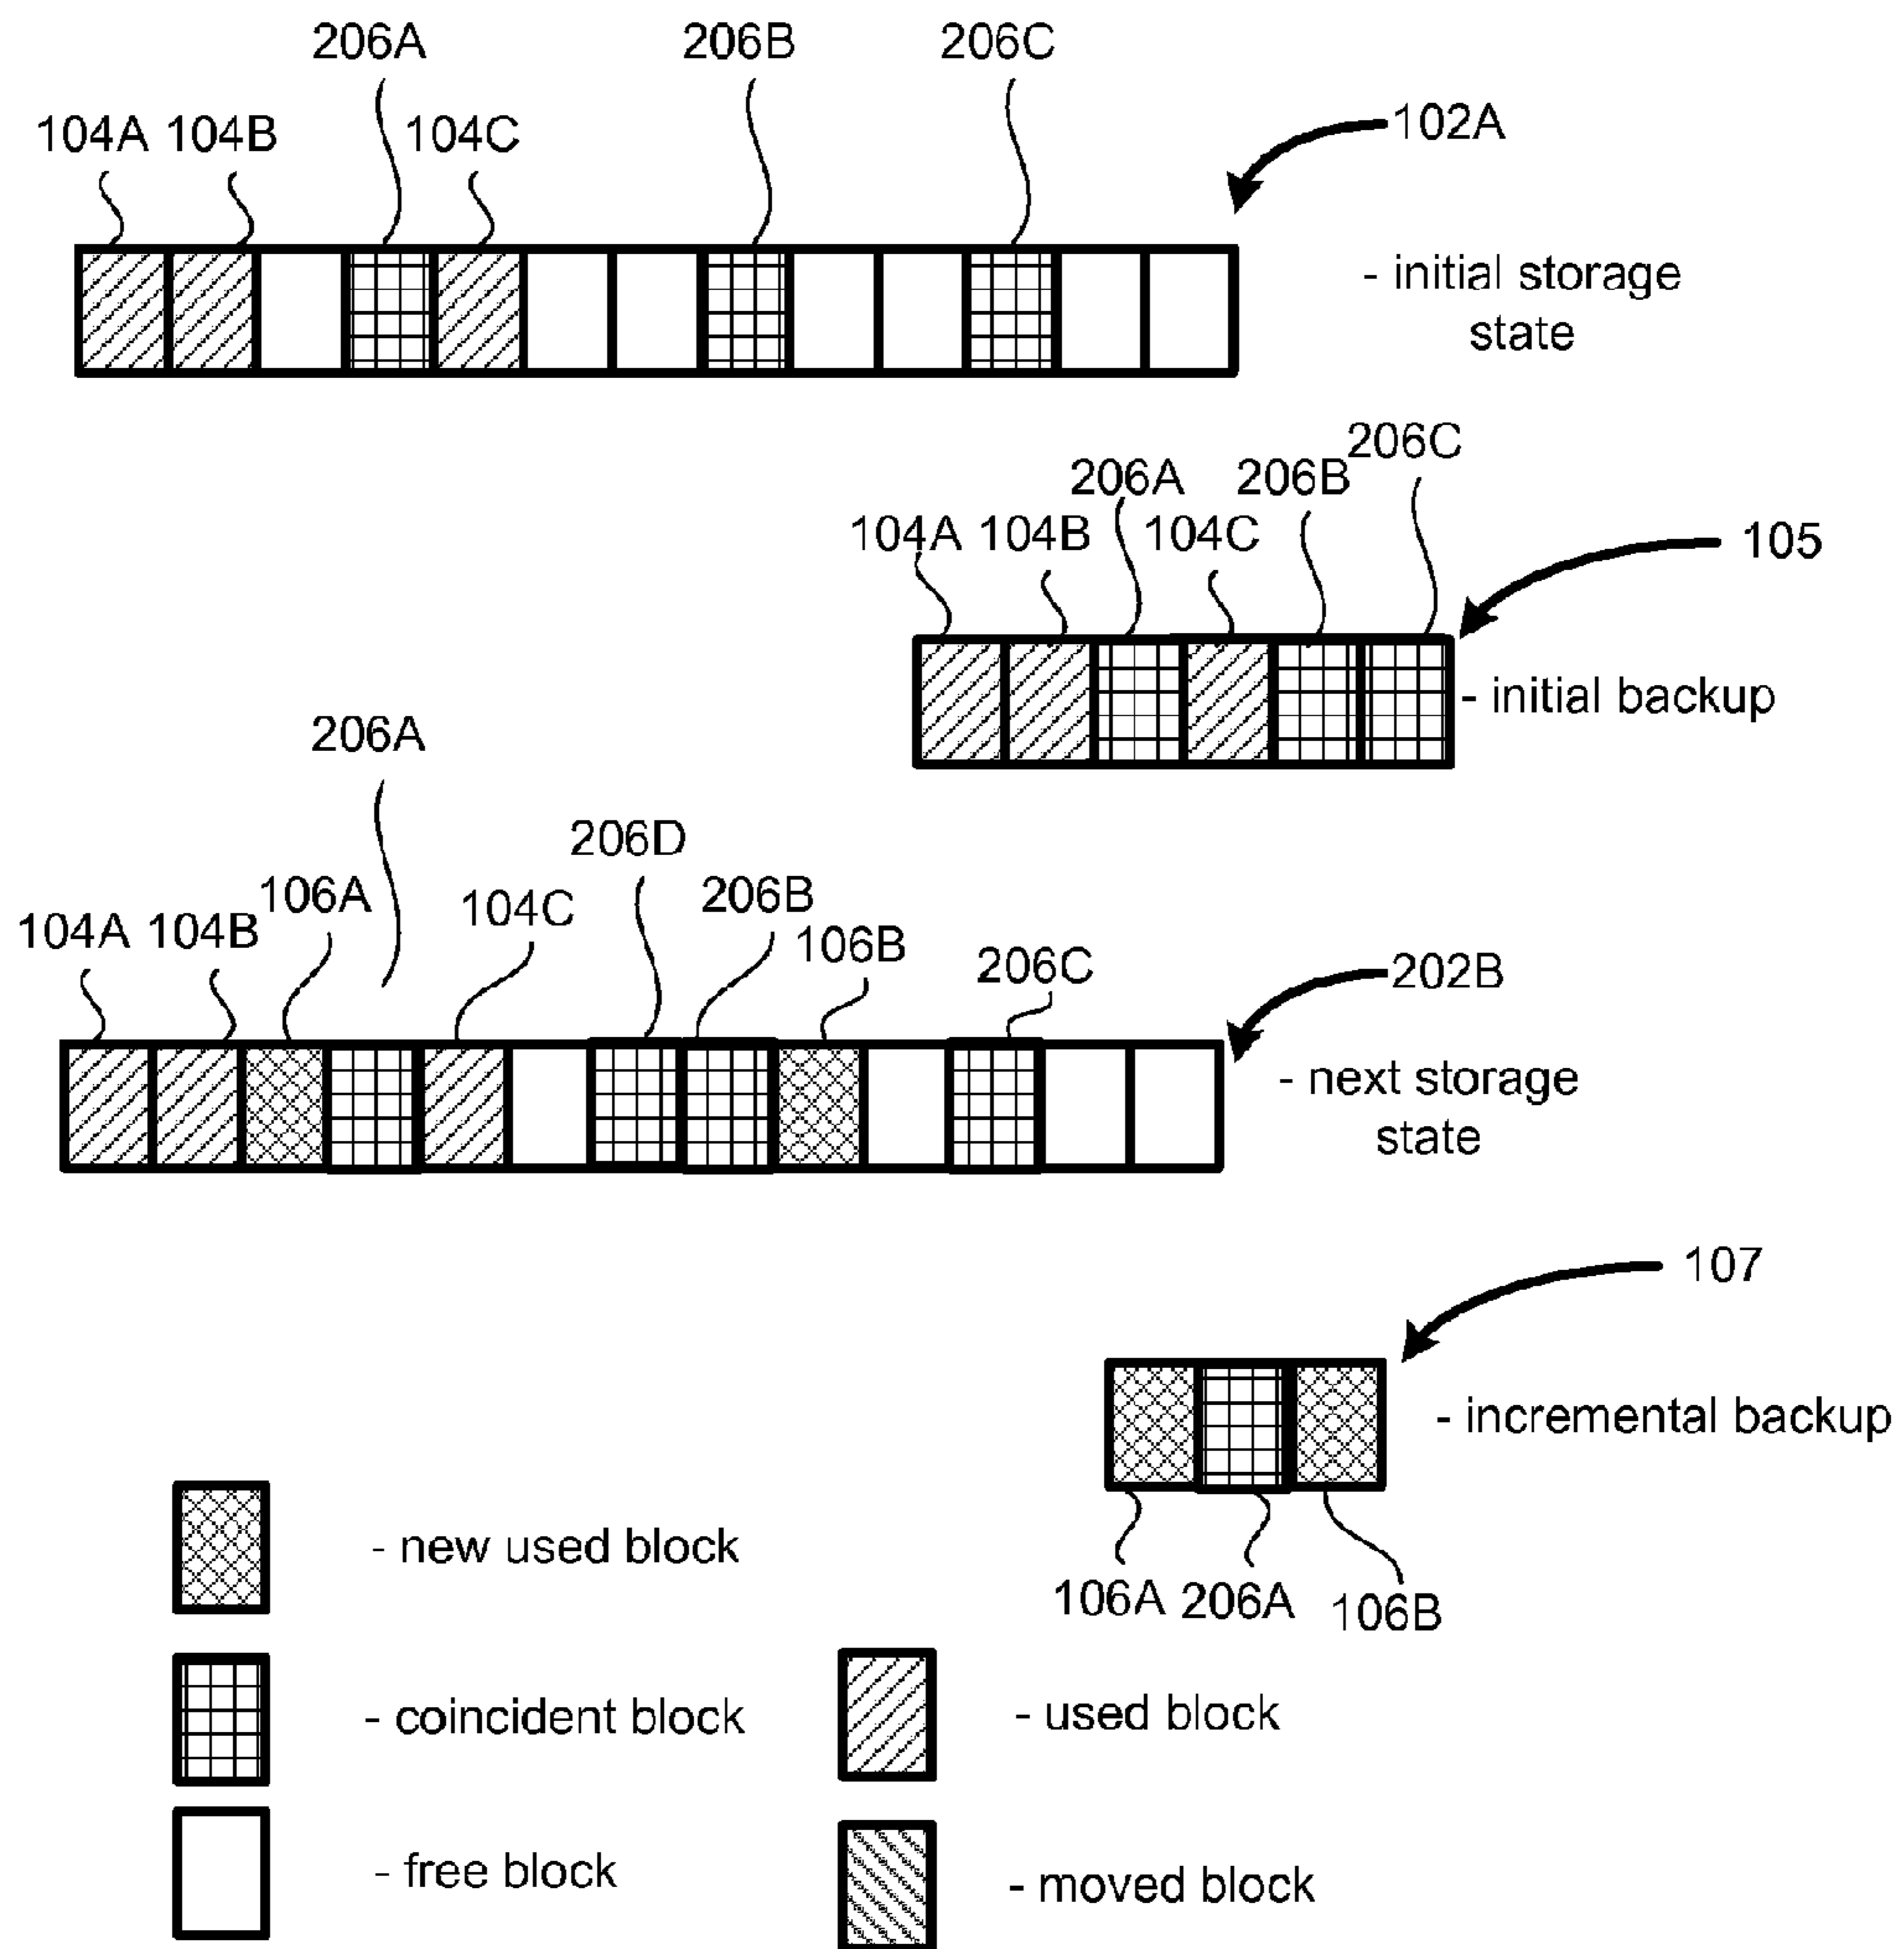 206A 206B 206C
104A 104B 104C 102A
- initial storage
state
206C
206A 206B
104A 104B 104C 105
- initial backup
206A
206D
106A 104C 206B
104A 104B 106B
206C 202B
- next storage
state
107
- incremental backup
- new used block
106A 206A 106B
- coincident block - used block
- free block - moved block